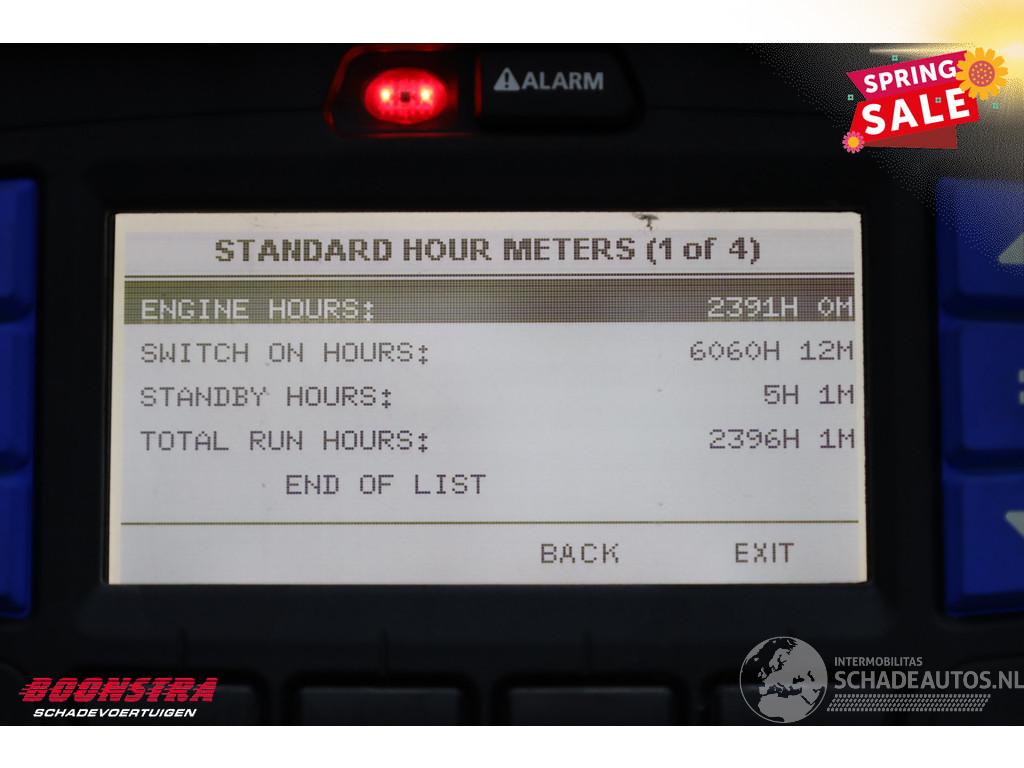 ALARM
SPRING
SALE
STANDARD HOUR METERS (1 of 4)
ENGINE HOURS: 2391H 0M
SWITCH ON HOURS: 6060H 12M
STANDBY HOURS: 5H 1M
TOTAL RUN HOURS: 2396H 1M
END OF LIST
BACK EXIT
BOONSTRA
SCHADEVOERTUIGEN
INTERMOBILITAS
SCHADEAUTOS.NL